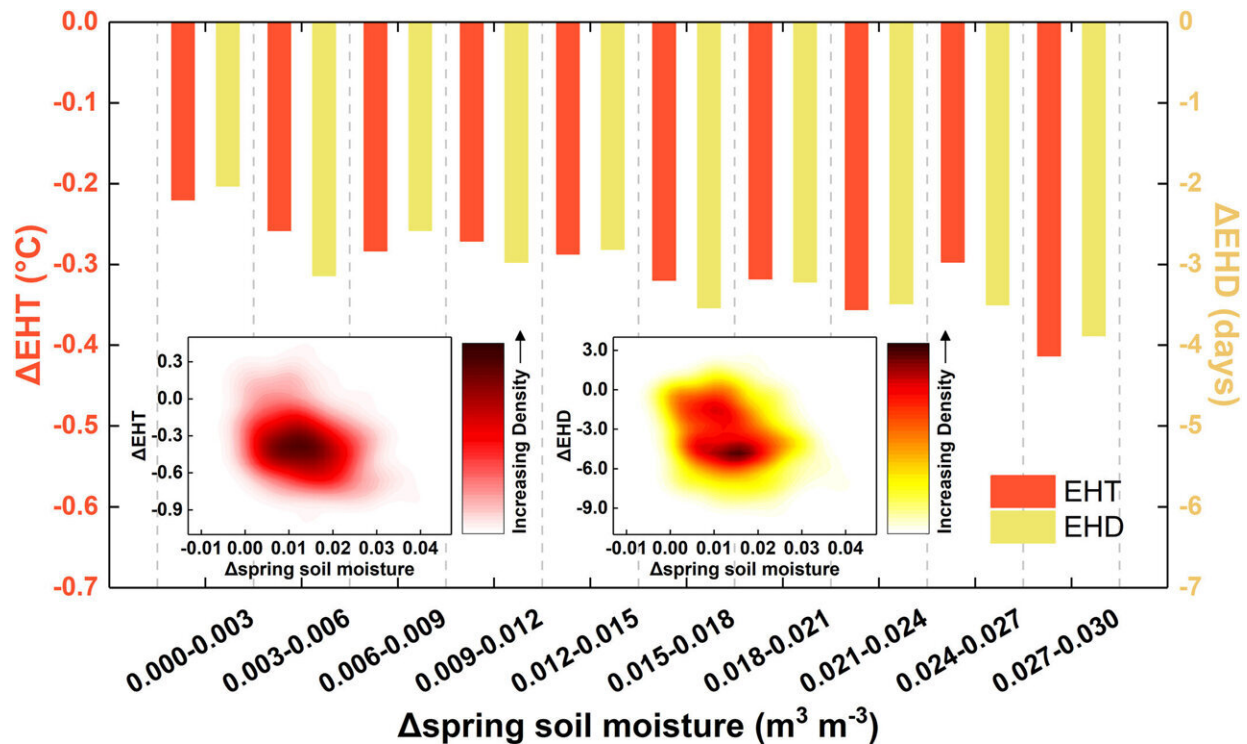 0.0
-0.1
-0.2
-0.3
-0.4
-0.5
-0.6
-0.7
ΔEHT (°C)
0
-1
-2
-3
-4
-5
-6
-7
ΔEHD (days)
0.3
0.0
-0.3
-0.6
-0.9
ΔEHT
-0.01 0.00 0.01 0.02 0.03 0.04
Δspring soil moisture
Increasing Density →
3.0
0.0
-3.0
-6.0
-9.0
ΔEHD
-0.01 0.00 0.01 0.02 0.03 0.04
Δspring soil moisture
Increasing Density →
EHT
EHD
0.000-0.003
0.003-0.006
0.006-0.009
0.009-0.012
0.012-0.015
0.015-0.018
0.018-0.021
0.021-0.024
0.024-0.027
0.027-0.030
Δspring soil moisture (m³ m⁻³)